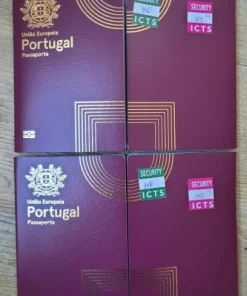 União Europeia
Portugal
Passaporte
SECURITY
ICTS
SECURITY
ICTS
União Europeia
Portugal
Passaporte
SECURITY
ICTS
SECURITY
ICTS